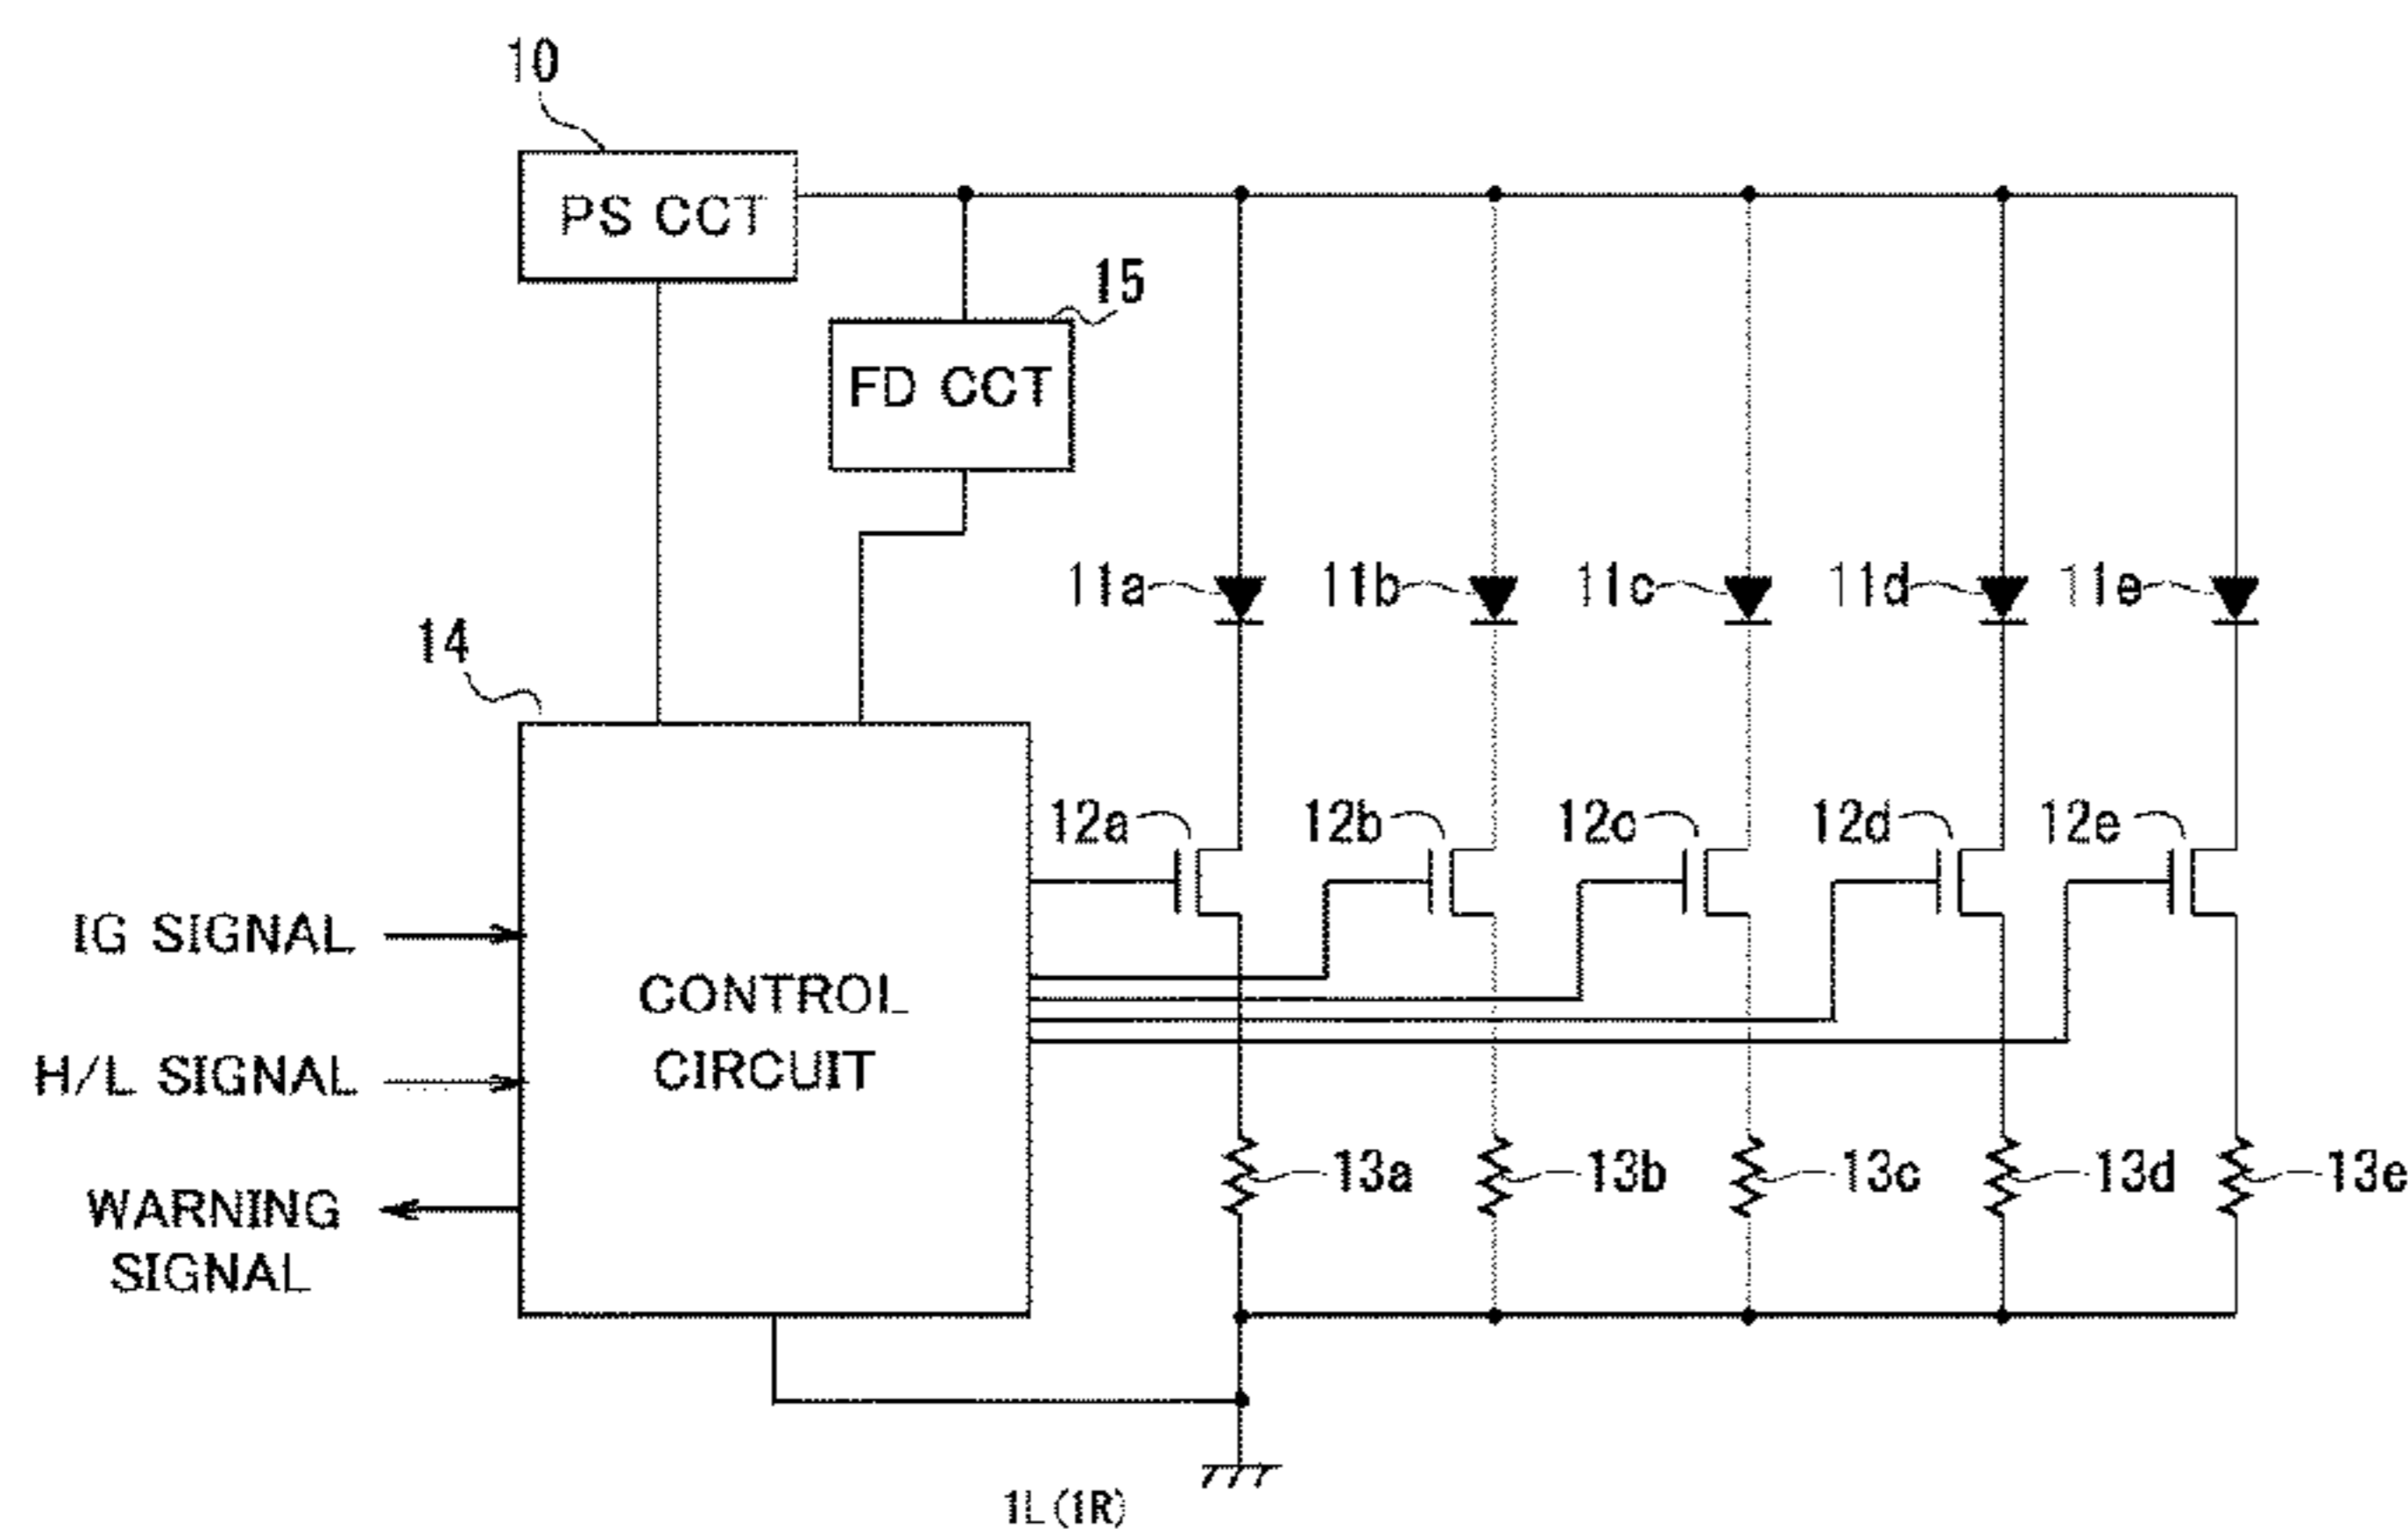 10
PS CCT
15
FD CCT
11a 11b 11c 11d 11e
14
12a 12b 12c 12d 12e
IG SIGNAL
CONTROL
CIRCUIT
H/L SIGNAL
13a 13b 13c 13d 13e
WARNING
SIGNAL
1L(1R)